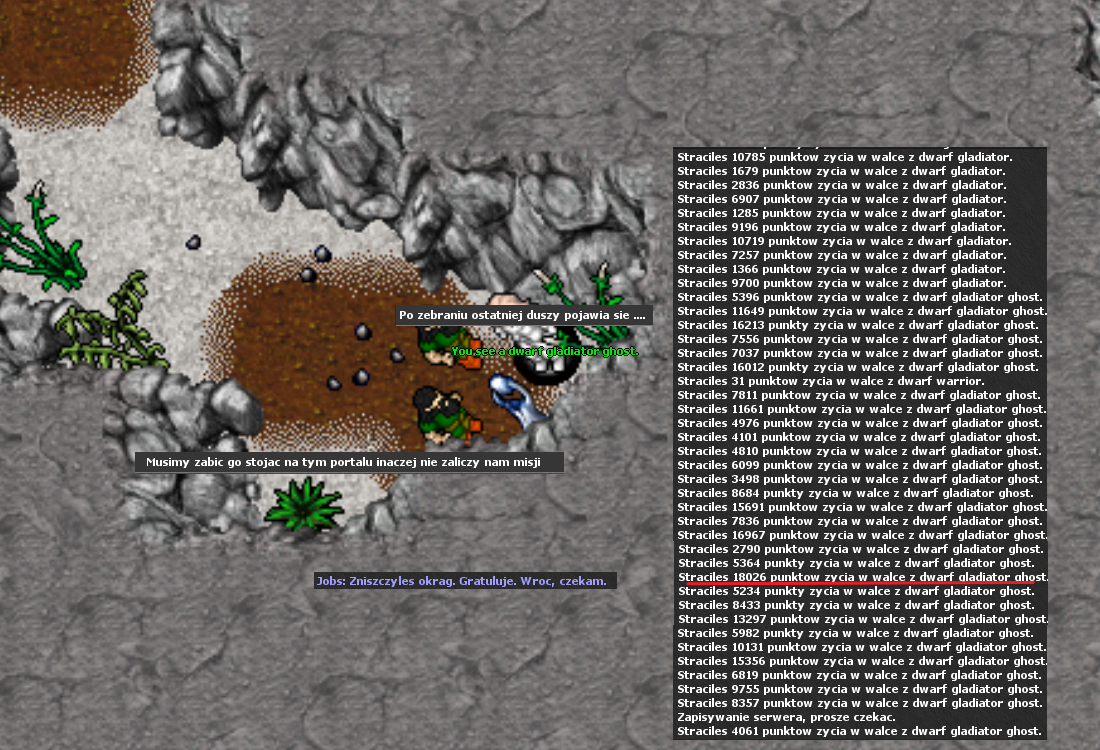 Straciles 10785 punktow zycia w walce z dwarf gladiator.
Straciles 1679 punktow zycia w walce z dwarf gladiator.
Straciles 2836 punktow zycia w walce z dwarf gladiator.
Straciles 6907 punktow zycia w walce z dwarf gladiator.
Straciles 1285 punktow zycia w walce z dwarf gladiator.
Straciles 9196 punktow zycia w walce z dwarf gladiator.
Straciles 10719 punktow zycia w walce z dwarf gladiator.
Straciles 7257 punktow zycia w walce z dwarf gladiator.
Straciles 1366 punktow zycia w walce z dwarf gladiator.
Straciles 9700 punktow zycia w walce z dwarf gladiator.
Straciles 5396 punktow zycia w walce z dwarf gladiator ghost.
Straciles 11649 punktow zycia w walce z dwarf gladiator ghost.
Straciles 16213 punkty zycia w walce z dwarf gladiator ghost.
Straciles 7556 punktow zycia w walce z dwarf gladiator ghost.
Straciles 7037 punktow zycia w walce z dwarf gladiator ghost.
Straciles 16012 punkty zycia w walce z dwarf gladiator ghost.
Straciles 31 punktow zycia w walce z dwarf warrior.
Straciles 7811 punktow zycia w walce z dwarf gladiator ghost.
Straciles 11661 punktow zycia w walce z dwarf gladiator ghost.
Straciles 4976 punktow zycia w walce z dwarf gladiator ghost.
Straciles 4101 punktow zycia w walce z dwarf gladiator ghost.
Straciles 4810 punktow zycia w walce z dwarf gladiator ghost.
Straciles 6099 punktow zycia w walce z dwarf gladiator ghost.
Straciles 3498 punktow zycia w walce z dwarf gladiator ghost.
Straciles 8684 punkty zycia w walce z dwarf gladiator ghost.
Straciles 15691 punktow zycia w walce z dwarf gladiator ghost.
Straciles 7836 punktow zycia w walce z dwarf gladiator ghost.
Straciles 16967 punktow zycia w walce z dwarf gladiator ghost.
Straciles 2790 punktow zycia w walce z dwarf gladiator ghost.
Straciles 5364 punkty zycia w walce z dwarf gladiator ghost.
Straciles 18026 punktow zycia w walce z dwarf gladiator ghost.
Straciles 5234 punkty zycia w walce z dwarf gladiator ghost.
Straciles 8433 punkty zycia w walce z dwarf gladiator ghost.
Straciles 13297 punktow zycia w walce z dwarf gladiator ghost.
Straciles 5982 punkty zycia w walce z dwarf gladiator ghost.
Straciles 10131 punktow zycia w walce z dwarf gladiator ghost.
Straciles 15356 punktow zycia w walce z dwarf gladiator ghost.
Straciles 6819 punktow zycia w walce z dwarf gladiator ghost.
Straciles 9755 punktow zycia w walce z dwarf gladiator ghost.
Straciles 8357 punktow zycia w walce z dwarf gladiator ghost.
Zapisywanie serwera, prosze czekac.
Straciles 4061 punktow zycia w walce z dwarf gladiator ghost.
Po zebraniu ostatniej duszy pojawia sie ....
You see a dwarf gladiator ghost.
Musimy zabic go stojac na tym portalu inaczej nie zaliczy nam misji
Jobs: Zniszczyles okrag. Gratuluje. Wroc, czekam.